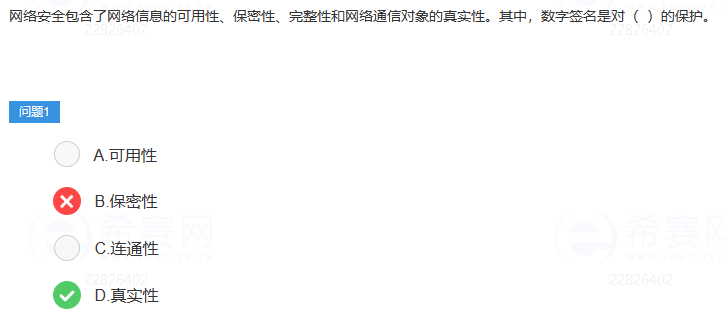 网络安全包含了网络信息的可用性、保密性、完整性和网络通信对象的真实性。其中，数字签名是对（ ）的保护。
22826402
22826402
问题1
A.可用性
B.保密性
希赛网
希赛网
C.连通性
22826402
22826402
D.真实性